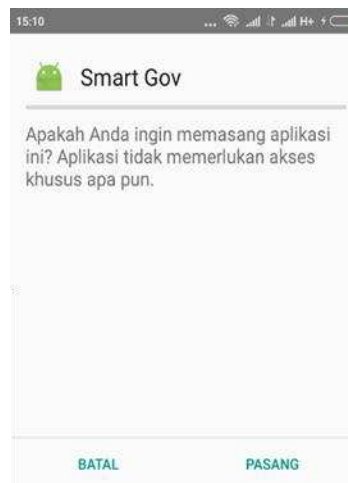 15:10 ... H+
Smart Gov
Apakah Anda ingin memasang aplikasi
ini? Aplikasi tidak memerlukan akses
khusus apa pun.
BATAL PASANG